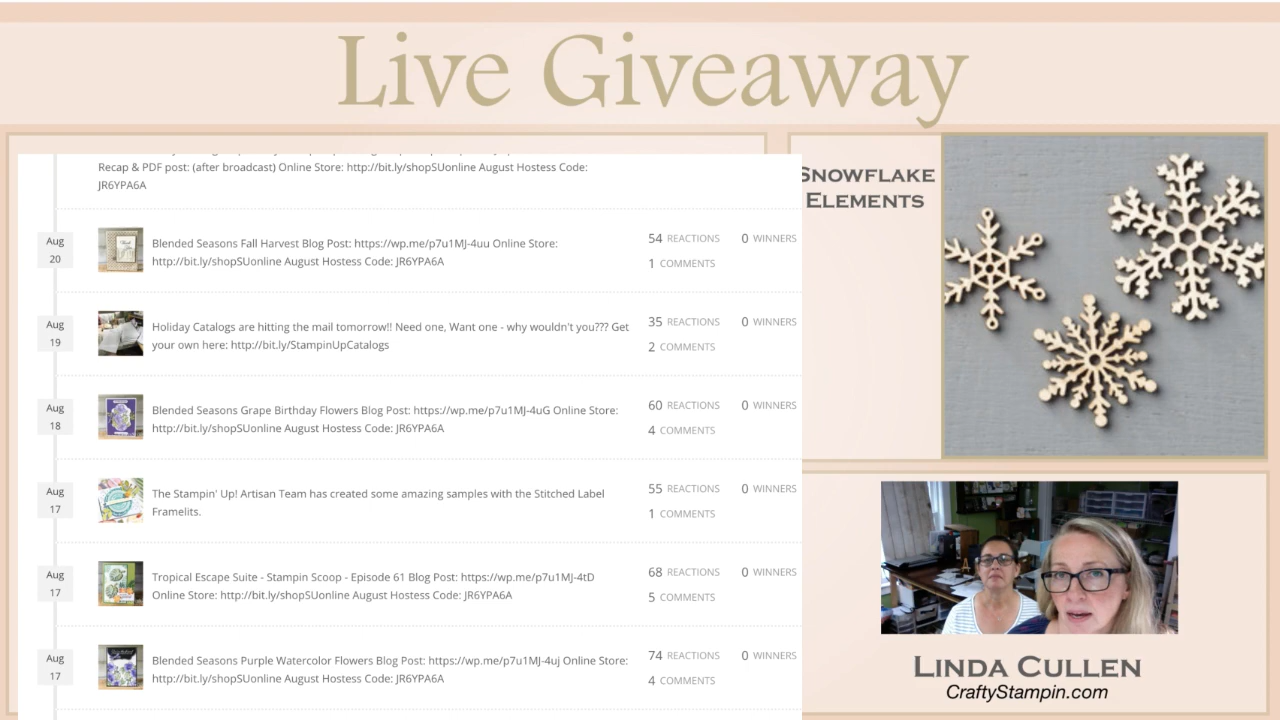 Live Giveaway
Recap & PDF post: (after broadcast) Online Store: http://bit.ly/shopSUonline August Hostess Code:
JR6YPA6A
Aug
20
Blended Seasons Fall Harvest Blog Post: https://wp.me/p7u1MJ-4uu Online Store:
http://bit.ly/shopSUonline August Hostess Code: JR6YPA6A
54 REACTIONS 0 WINNERS
1 COMMENTS
Aug
19
Holiday Catalogs are hitting the mail tomorrow!! Need one, Want one - why wouldn't you??? Get
your own here: http://bit.ly/StampinUpCatalogs
35 REACTIONS 0 WINNERS
2 COMMENTS
Aug
18
Blended Seasons Grape Birthday Flowers Blog Post: https://wp.me/p7u1MJ-4uG Online Store:
http://bit.ly/shopSUonline August Hostess Code: JR6YPA6A
60 REACTIONS 0 WINNERS
4 COMMENTS
Aug
17
The Stampin' Up! Artisan Team has created some amazing samples with the Stitched Label
Framelits.
55 REACTIONS 0 WINNERS
1 COMMENTS
Aug
17
Tropical Escape Suite - Stampin Scoop - Episode 61 Blog Post: https://wp.me/p7u1MJ-4tD
Online Store: http://bit.ly/shopSUonline August Hostess Code: JR6YPA6A
68 REACTIONS 0 WINNERS
5 COMMENTS
Aug
17
Blended Seasons Purple Watercolor Flowers Blog Post: https://wp.me/p7u1MJ-4uj Online Store:
http://bit.ly/shopSUonline August Hostess Code: JR6YPA6A
74 REACTIONS 0 WINNERS
4 COMMENTS
SNOWFLAKE
ELEMENTS
LINDA CULLEN
CraftyStampin.com